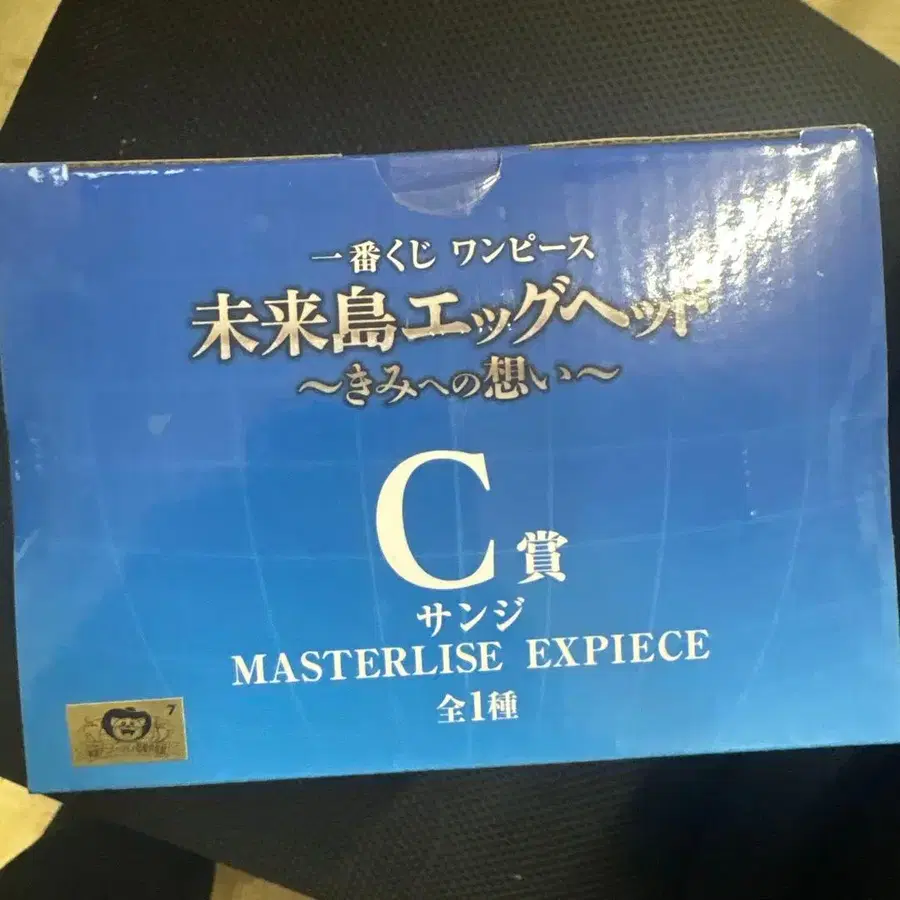 一番くじ ワンピース
未来島エッグヘッド
～きみへの想い～
C賞
サンジ
MASTERLISE EXPIECE
全1種
7